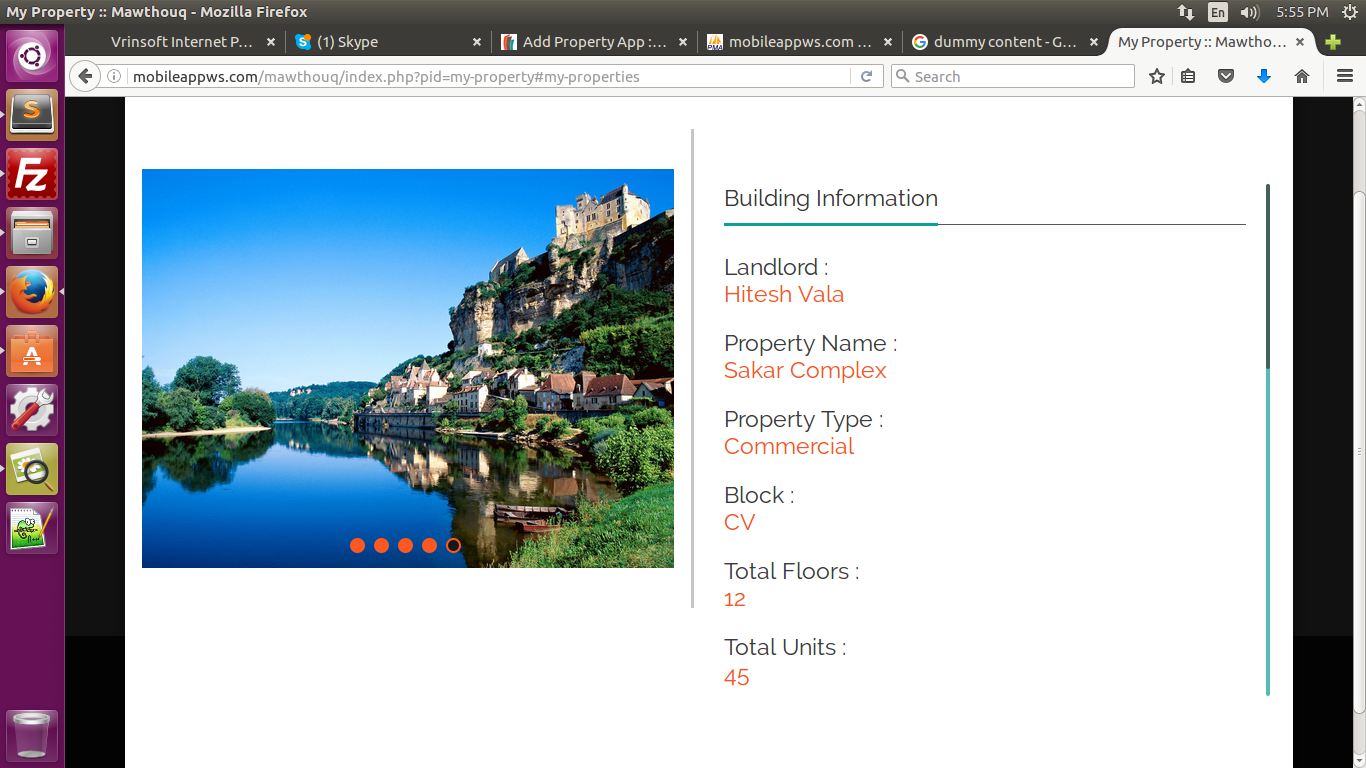 My Property :: Mawthouq - Mozilla Firefox
En
5:55 PM
Vrinsoft Internet P...
(1) Skype
Add Property App :...
mobileappws.com ...
dummy content - G...
My Property :: Mawtho...
mobileappws.com/mawthouq/index.php?pid=my-property#my-properties
Search
Building Information
Landlord :
Hitesh Vala
Property Name :
Sakar Complex
Property Type :
Commercial
Block :
CV
Total Floors :
12
Total Units :
45